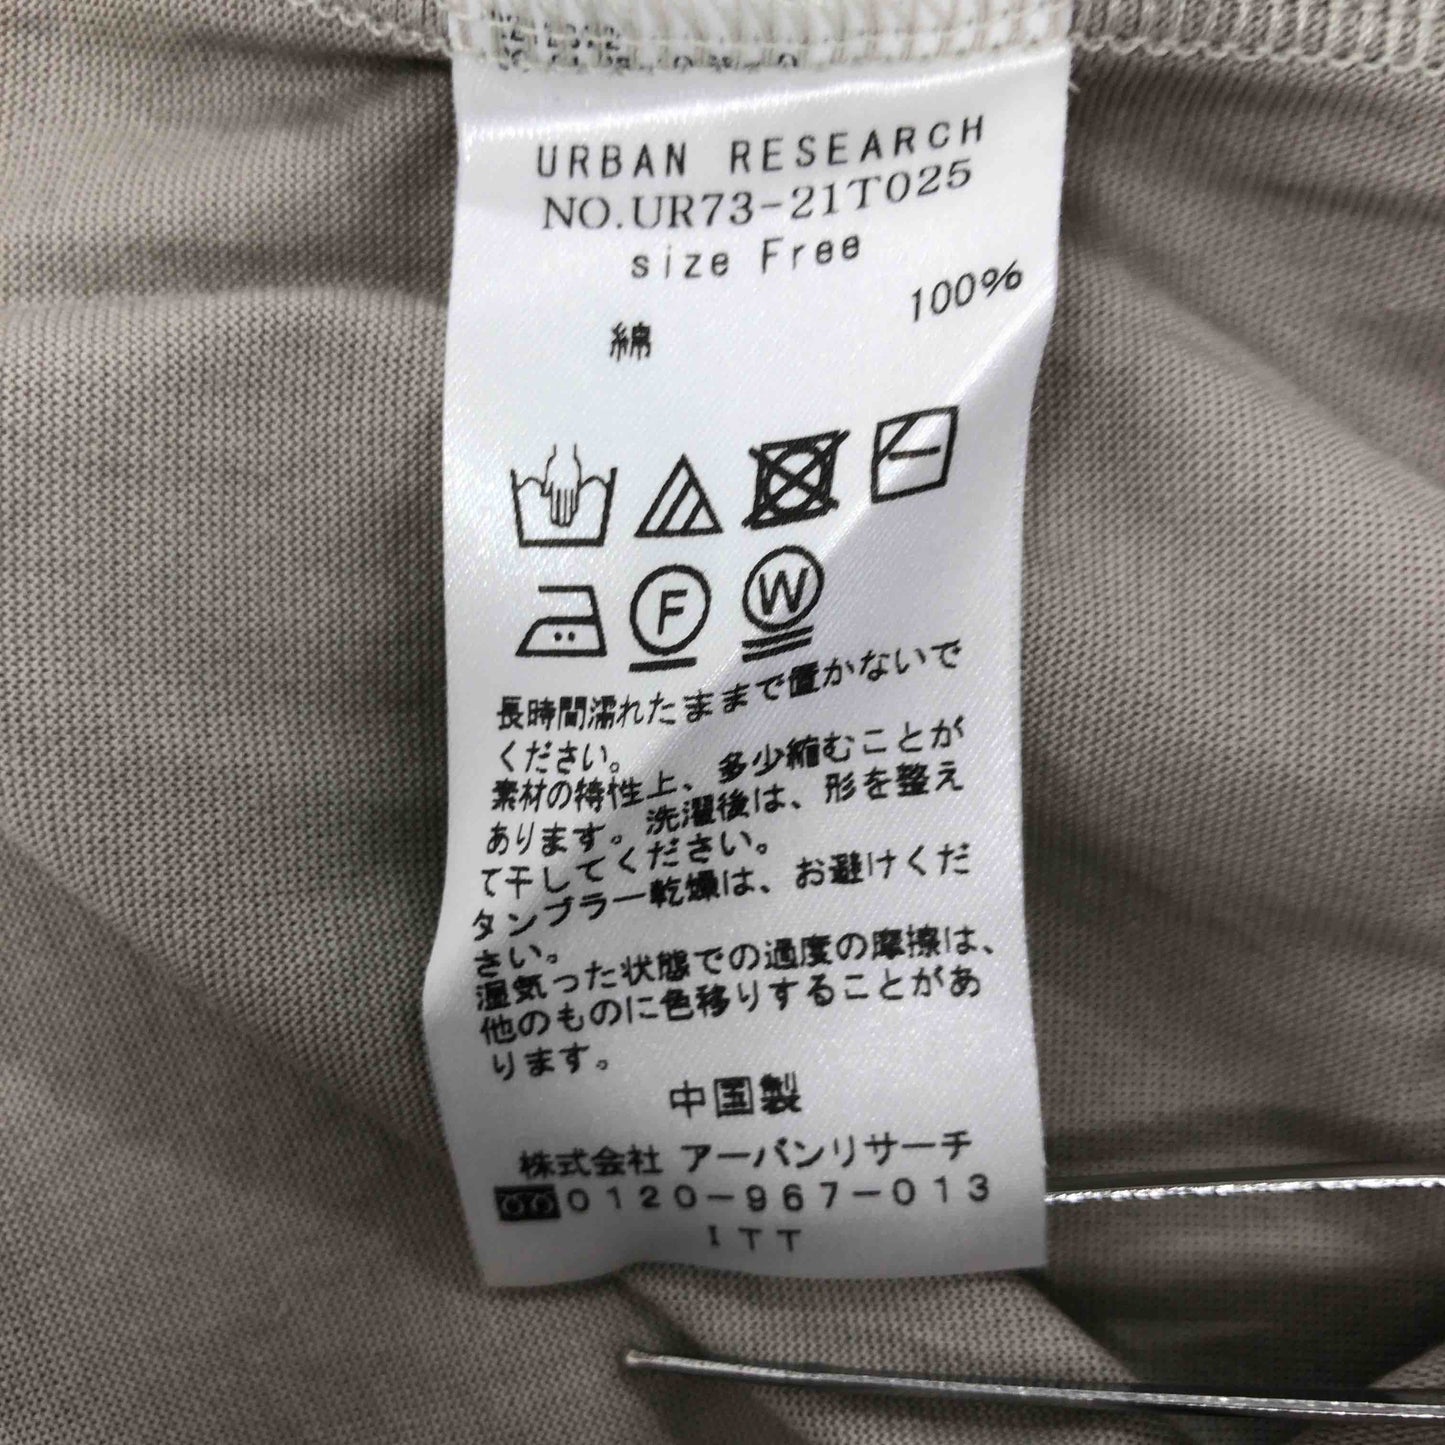 URBAN RESEARCH
NO.UR73-21T025
size Free
綿 100%
F W
長時間濡れたままで置かないで
ください。
素材の特性上、多少縮むことが
あります。洗濯後は、形を整え
て干してください。
タンブラー乾燥は、お避けくだ
さい。
湿気った状態での過度の摩擦は、
他のものに色移りすることがあ
ります。
中国製
株式会社 アーバンリサーチ
0120-967-013
ITT